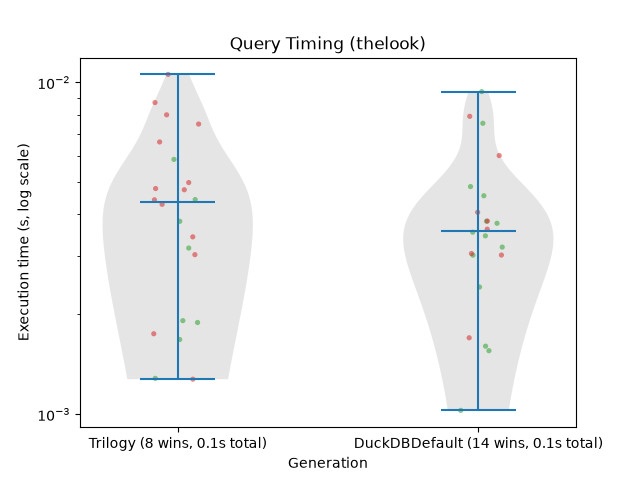 Query Timing (thelook)
10⁻²
10⁻³
Execution time (s, log scale)
Trilogy (8 wins, 0.1s total)
DuckDBDefault (14 wins, 0.1s total)
Generation